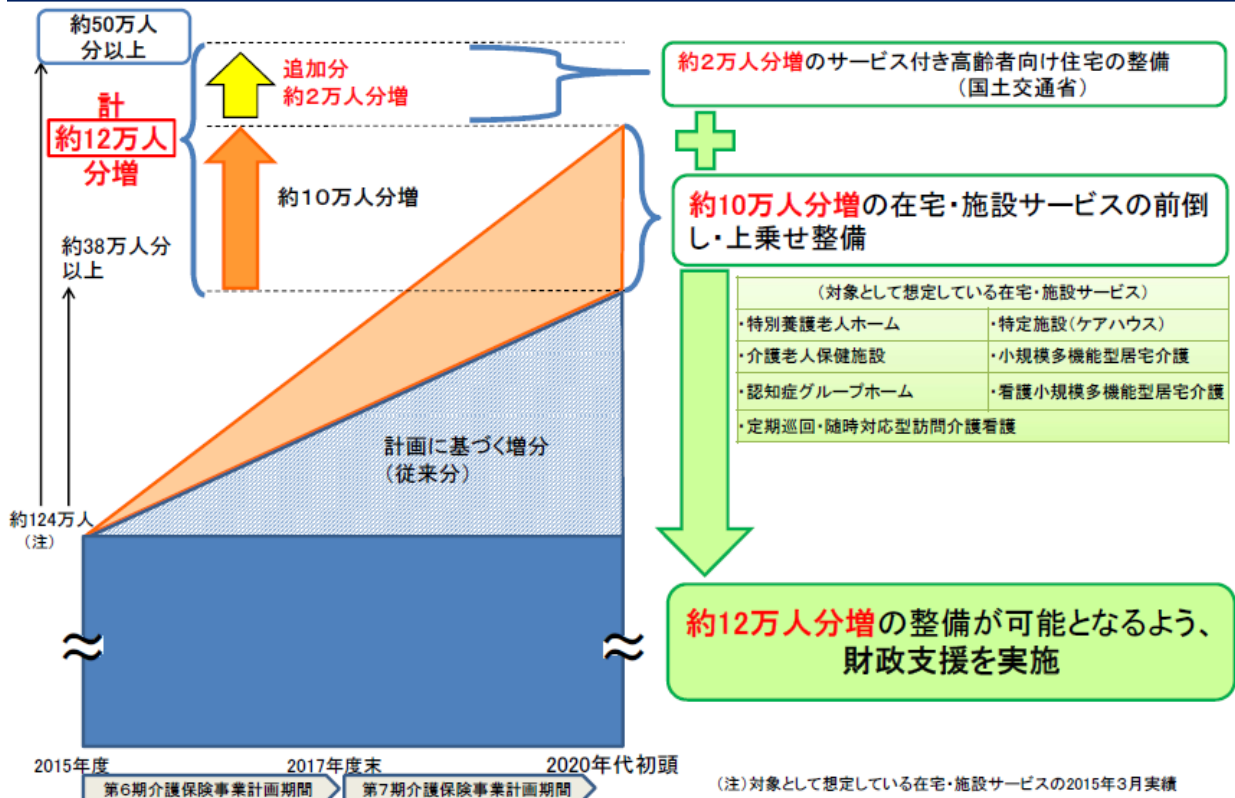 約50万人
分以上
計
約12万人
分増
追加分
約2万人分増
約10万人分増
約38万人分
以上
約124万人
（注）
計画に基づく増分
（従来分）
2015年度
2017年度末
2020年代初頭
第6期介護保険事業計画期間
第7期介護保険事業計画期間
約2万人分増のサービス付き高齢者向け住宅の整備
（国土交通省）
約10万人分増の在宅・施設サービスの前倒
し・上乗せ整備
（対象として想定している在宅・施設サービス）
・特別養護老人ホーム
・特定施設（ケアハウス）
・介護老人保健施設
・小規模多機能型居宅介護
・認知症グループホーム
・看護小規模多機能型居宅介護
・定期巡回・随時対応型訪問介護看護
約12万人分増の整備が可能となるよう、
財政支援を実施
（注）対象として想定している在宅・施設サービスの2015年3月実績